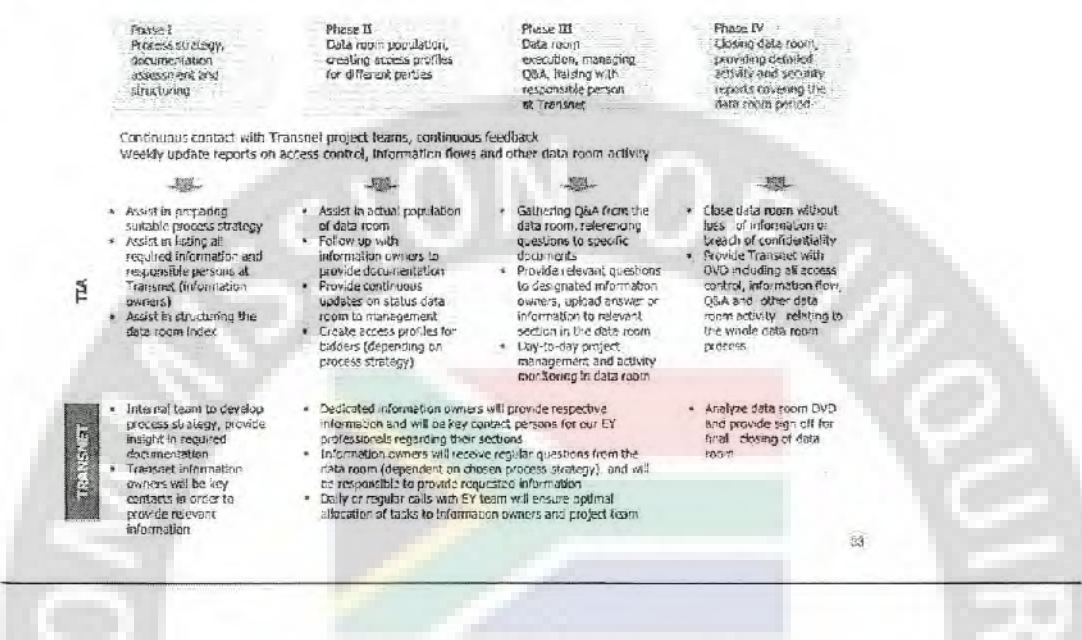 Phase I
Process strategy,
documentation
assessment and
structuring
Phase II
Data room population,
creating access profiles
for different parties
Phase III
Data room
execution, managing
Q&A, liaising with
responsible person
at Transnet
Phase IV
Closing data room,
providing detailed
activity and security
reports covering the
data room period
Continuous contact with Transnet project teams, continuous feedback
Weekly update reports on access control, information flows and other data room activity
TIA
• Assist in preparing
suitable process strategy
• Assist in listing all
required information and
responsible persons at
Transnet (information
owners)
• Assist in structuring the
data room index
• Assist in actual population
of data room
• Follow up with
information owners to
provide documentation
• Provide continuous
updates on status data
room to management
• Create access profiles for
bidders (depending on
process strategy)
• Gathering Q&A from the
data room, referencing
questions to specific
documents
• Provide relevant questions
to designated information
owners, upload answer or
information to relevant
section in the data room
• Day-to-day project
management and activity
monitoring in data room
• Close data room without
loss of information or
breach of confidentiality
• Provide Transnet with
DVD including all access
control, information flow,
Q&A and other data
room activity relating to
the whole data room
process
TRANSNET
• Internal team to develop
process strategy, provide
insight in required
documentation
• Transnet information
owners will be key
contacts in order to
provide relevant
information
• Dedicated information owners will provide respective
information and will be key contact persons for our EY
professionals regarding their sections
• Information owners will receive regular questions from the
data room (dependent on chosen process strategy) and will
be responsible to provide requested information
• Daily or regular calls with EY team will ensure optimal
allocation of tasks to information owners and project team
• Analyze data room DVD
and provide sign off for
final closing of data
room